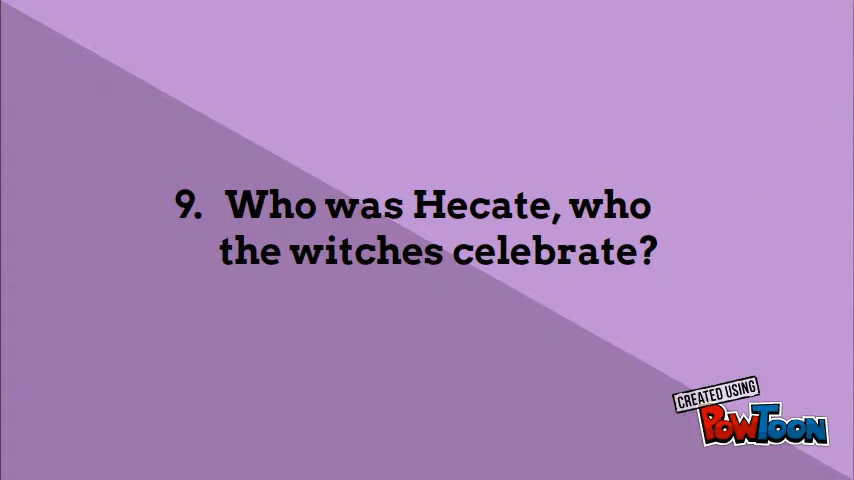 9. Who was Hecate, who
the witches celebrate?
CREATED USING
POWTOON